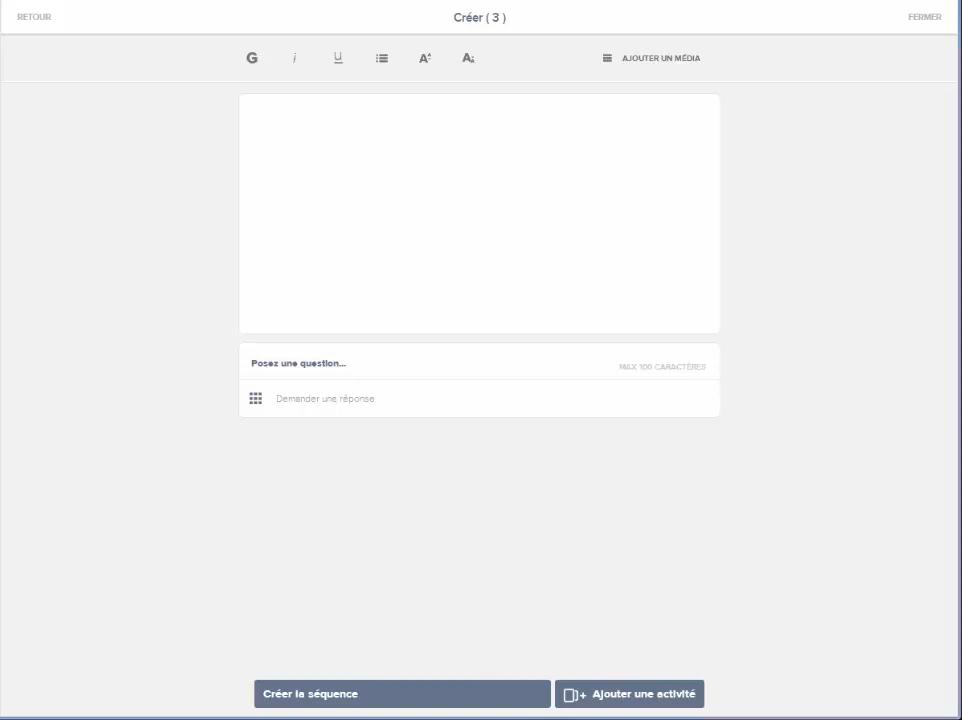 RETOUR Créer ( 3 ) FERMER
G i U A A AJOUTER UN MÉDIA
Posez une question...
MAX 100 CARACTÈRES
Demander une réponse
Créer la séquence + Ajouter une activité